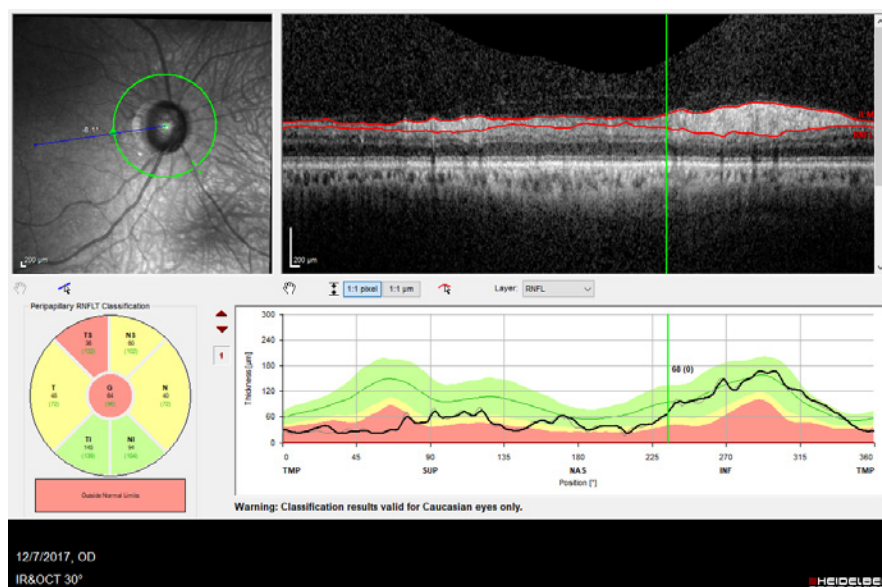 -8.11°
200 µm
200 µm
ILM
RNFL
1:1 pixel 1:1 µm Layer: RNFL
Peripapillary RNFLT Classification
TS
36
(132)
NS
60
(102)
T
46
(72)
G
64
(96)
N
40
(72)
TI
145
(139)
NI
94
(104)
Outside Normal Limits
1
Thickness [µm]
300
240
180
120
60
0
68 (0)
0 45 90 135 180 225 270 315 360
TMP SUP NAS INF TMP
Position [°]
Warning: Classification results valid for Caucasian eyes only.
12/7/2017, OD
IR&OCT 30°